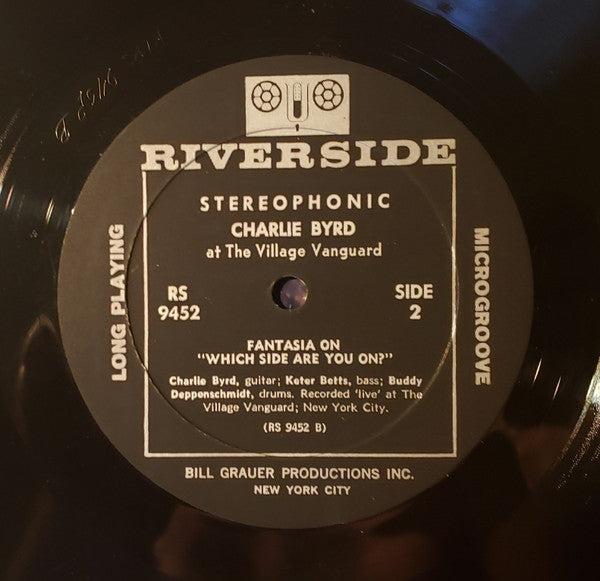 RIVERSIDE
STEREOPHONIC
CHARLIE BYRD
at The Village Vanguard
LONG PLAYING
RS
9452
SIDE
2
MICROGROOVE
FANTASIA ON
"WHICH SIDE ARE YOU ON?"
Charlie Byrd, guitar; Keter Betts, bass; Buddy
Deppenschmidt, drums. Recorded 'live' at The
Village Vanguard; New York City.
(RS 9452 B)
BILL GRAUER PRODUCTIONS INC.
NEW YORK CITY